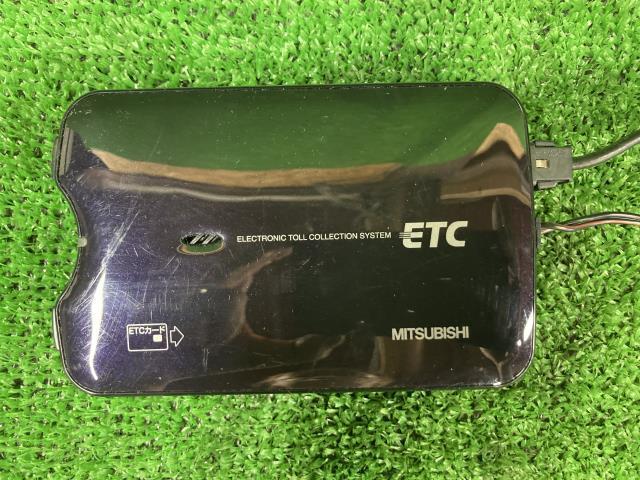 ELECTRONIC TOLL COLLECTION SYSTEM ETC
ETCカード
MITSUBISHI